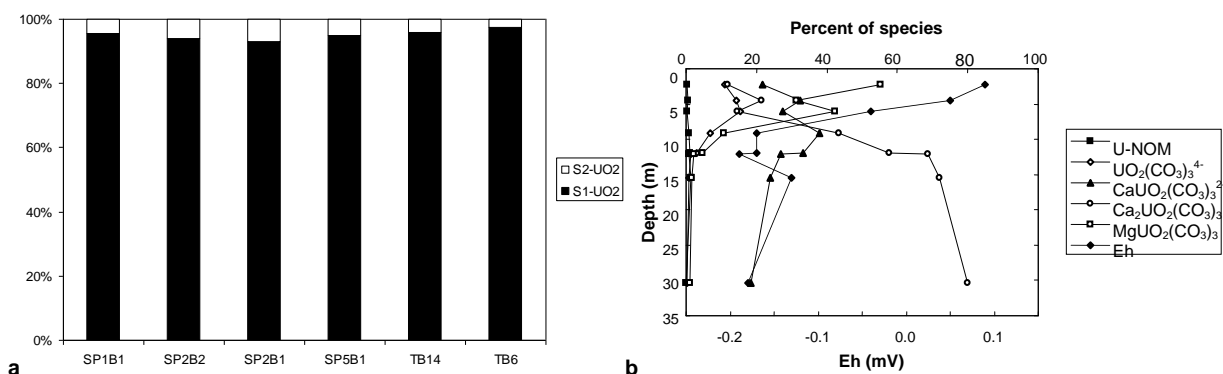 100%
80%
60%
40%
20%
0%
SP1B1 SP2B2 SP2B1 SP5B1 TB14 TB6
S2-UO2
S1-UO2
a
Percent of species
0 20 40 60 80 100
0
5
10
15
20
25
30
35
Depth (m)
-0.2 -0.1 0.0 0.1
Eh (mV)
U-NOM
UO₂(CO₃)₃⁴⁻
CaUO₂(CO₃)₃²
Ca₂UO₂(CO₃)₃
MgUO₂(CO₃)₃
Eh
b